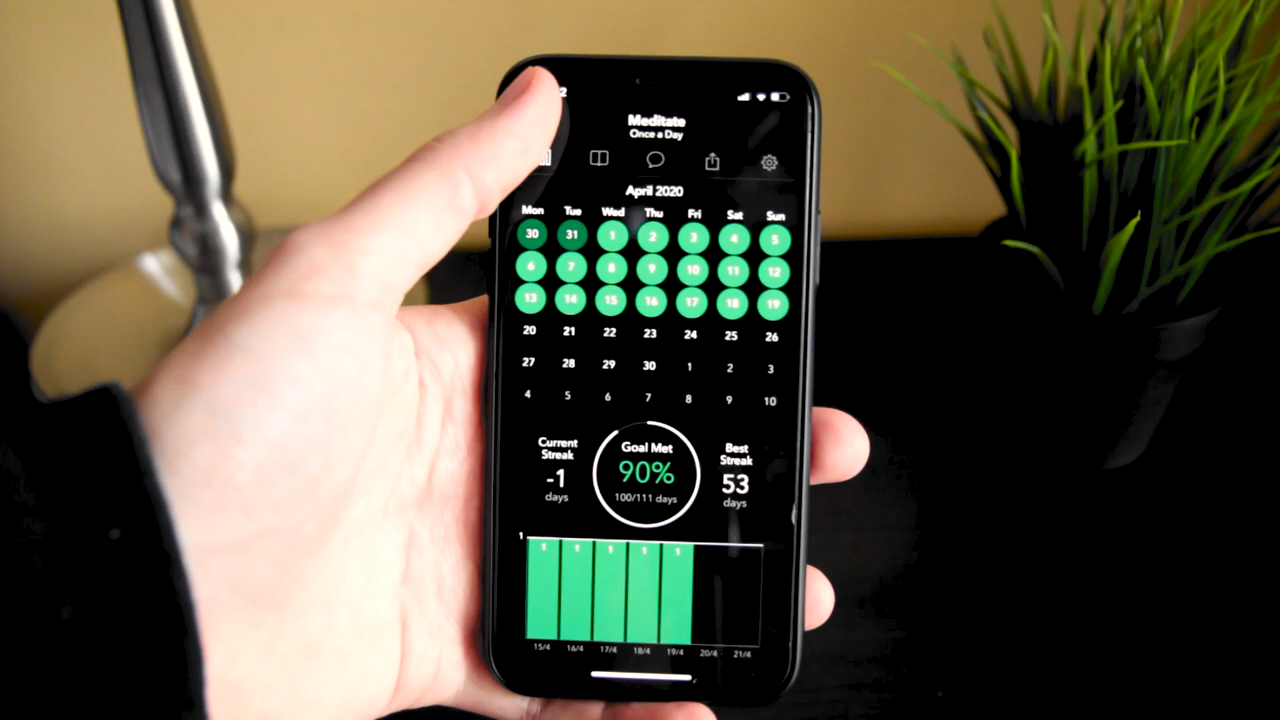 2
Meditate
Once a Day
April 2020
Mon Tue Wed Thu Fri Sat Sun
30 31 1 2 3 4 5
6 7 8 9 10 11 12
13 14 15 16 17 18 19
20 21 22 23 24 25 26
27 28 29 30 1 2 3
4 5 6 7 8 9 10
Current
Streak
-1
days
Goal Met
90%
100/111 days
Best
Streak
53
days
1
1 1 1 1 1
15/4 16/4 17/4 18/4 19/4 20/4 21/4